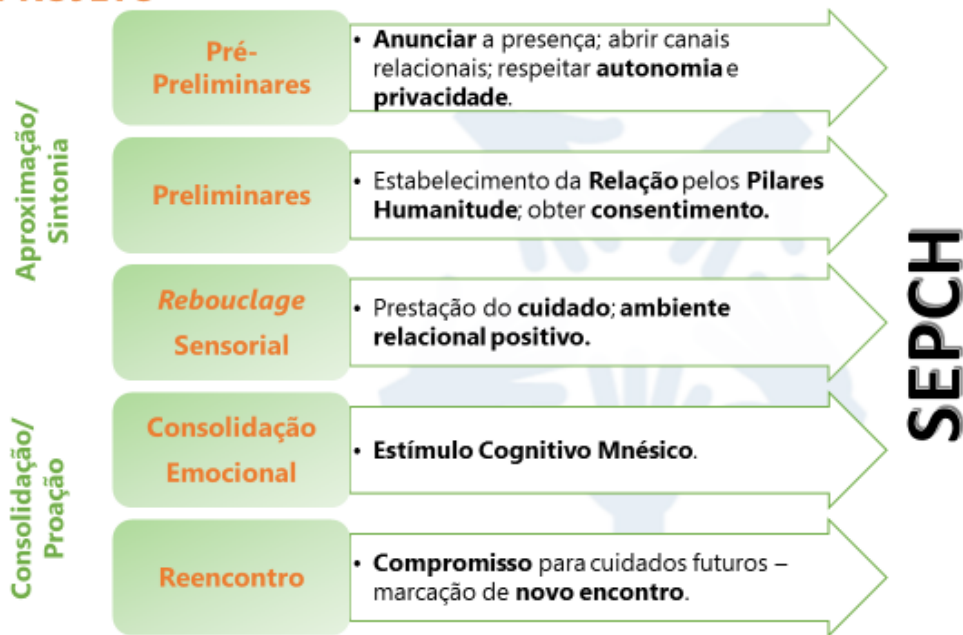 Aproximação/
Sintonia
Pré-
Preliminares
• Anunciar a presença; abrir canais
relacionais; respeitar autonomia e
privacidade.
Preliminares
• Estabelecimento da Relação pelos Pilares
Humanitude; obter consentimento.
Rebouclage
Sensorial
• Prestação do cuidado; ambiente
relacional positivo.
Consolidação/
Proação
Consolidação
Emocional
• Estímulo Cognitivo Mnésico.
Reencontro
• Compromisso para cuidados futuros –
marcação de novo encontro.
SEPCH